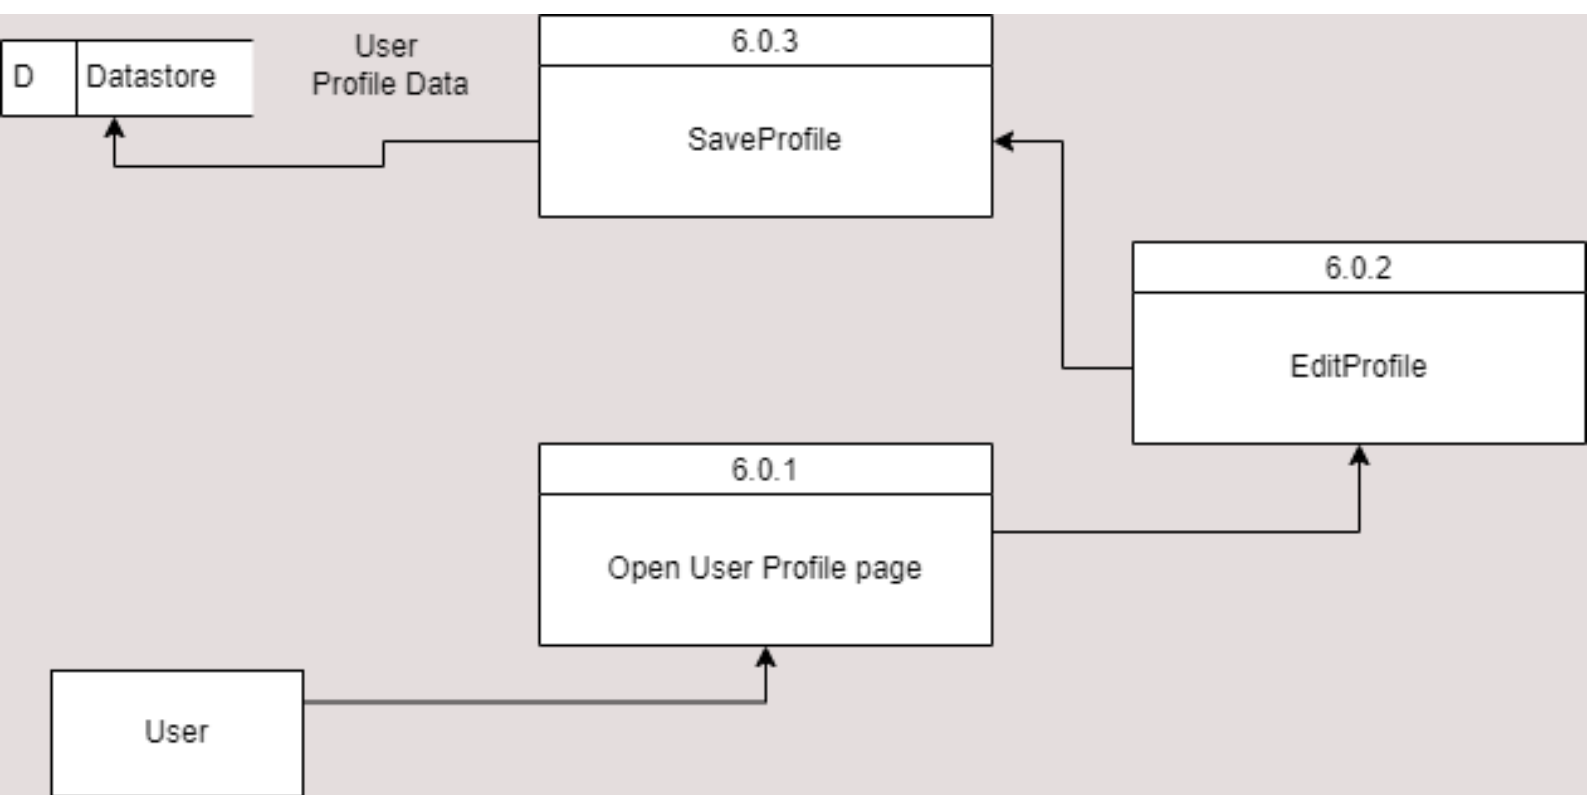 D
Datastore
User
Profile Data
6.0.3
SaveProfile
6.0.2
EditProfile
6.0.1
Open User Profile page
User